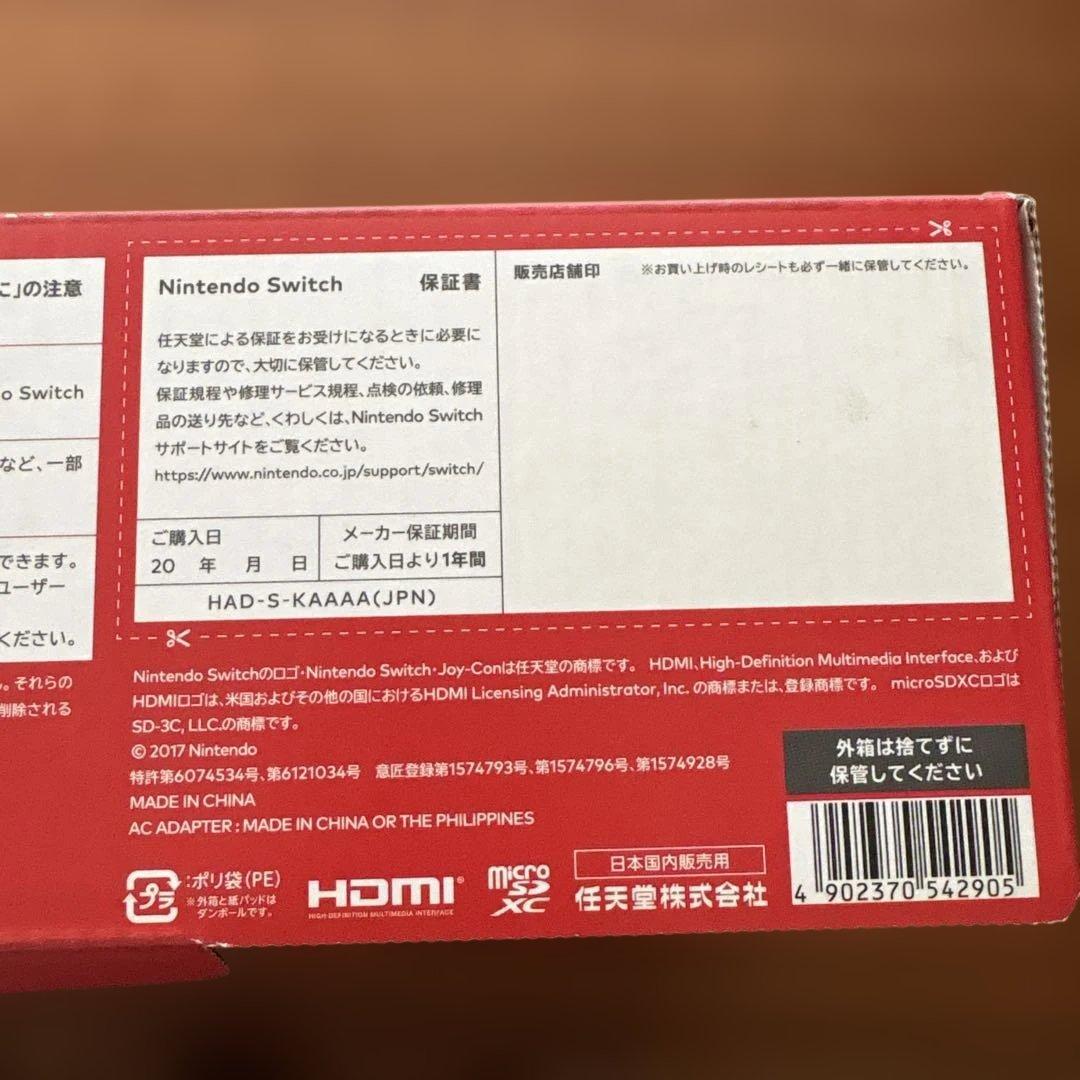 に」の注意
o Switch
など、一部
できます。
ユーザー
ください。
。それらの
削除される
Nintendo Switch 保証書
任天堂による保証をお受けになるときに必要に
なりますので、大切に保管してください。
保証規程や修理サービス規程、点検の依頼、修理
品の送り先など、くわしくは、Nintendo Switch
サポートサイトをご覧ください。
https://www.nintendo.co.jp/support/switch/
ご購入日
20 年 月 日
メーカー保証期間
ご購入日より1年間
HAD-S-KAAAA(JPN)
販売店舗印 ※お買い上げ時のレシートも必ず一緒に保管してください。
Nintendo Switchのロゴ・Nintendo Switch・Joy-Conは任天堂の商標です。 HDMI、High-Definition Multimedia Interface、および
HDMIロゴは、米国およびその他の国におけるHDMI Licensing Administrator, Inc. の商標または、登録商標です。 microSDXCロゴは
SD-3C, LLC.の商標です。
© 2017 Nintendo
特許第6074534号、第6121034号 意匠登録第1574793号、第1574796号、第1574928号
MADE IN CHINA
AC ADAPTER : MADE IN CHINA OR THE PHILIPPINES
プラ
:ポリ袋(PE)
※外箱と紙パッドは
ダンボールです。
HDMI®
HIGH-DEFINITION MULTIMEDIA INTERFACE
micro
SD
XC
日本国内販売用
任天堂株式会社
外箱は捨てずに
保管してください
4 902370 542905